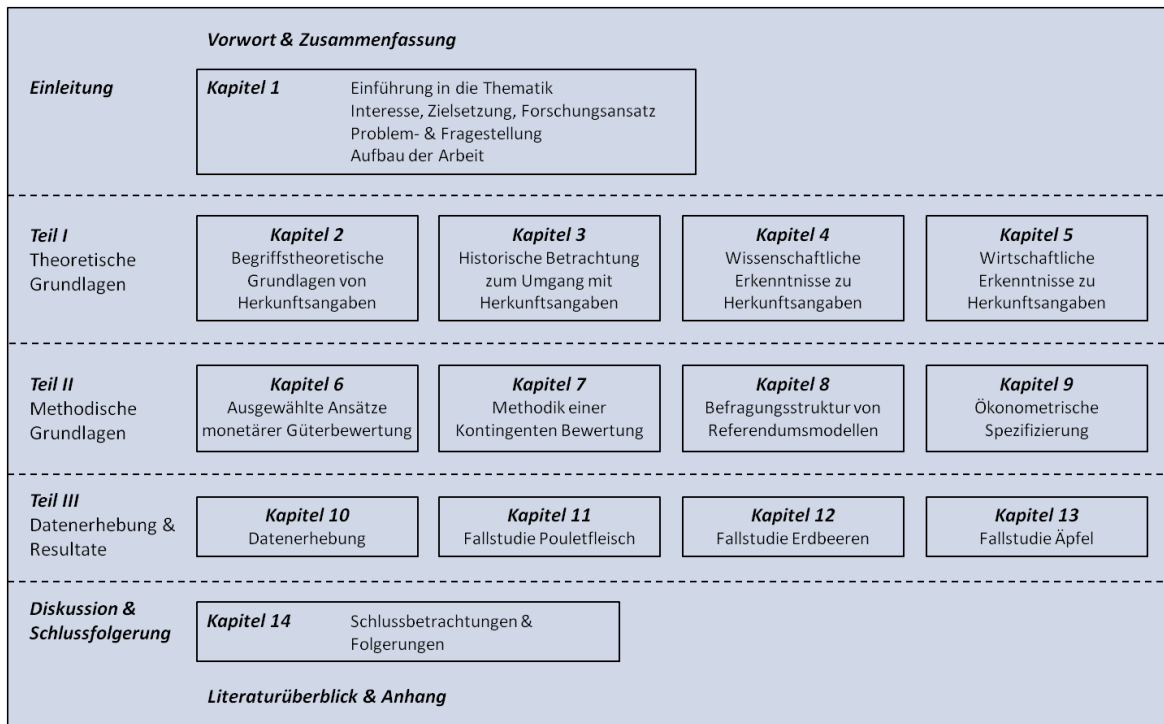 Vorwort & Zusammenfassung
Einleitung
Kapitel 1
Einführung in die Thematik
Interesse, Zielsetzung, Forschungsansatz
Problem- & Fragestellung
Aufbau der Arbeit
Teil I
Theoretische
Grundlagen
Kapitel 2
Begriffstheoretische
Grundlagen von
Herkunftsangaben
Kapitel 3
Historische Betrachtung
zum Umgang mit
Herkunftsangaben
Kapitel 4
Wissenschaftliche
Erkenntnisse zu
Herkunftsangaben
Kapitel 5
Wirtschaftliche
Erkenntnisse zu
Herkunftsangaben
Teil II
Methodische
Grundlagen
Kapitel 6
Ausgewählte Ansätze
monetärer Güterbewertung
Kapitel 7
Methodik einer
Kontingenten Bewertung
Kapitel 8
Befragungsstruktur von
Referendumsmodellen
Kapitel 9
Ökonometrische
Spezifizierung
Teil III
Datenerhebung &
Resultate
Kapitel 10
Datenerhebung
Kapitel 11
Fallstudie Pouletfleisch
Kapitel 12
Fallstudie Erdbeeren
Kapitel 13
Fallstudie Äpfel
Diskussion &
Schlussfolgerung
Kapitel 14
Schlussbetrachtungen &
Folgerungen
Literaturüberblick & Anhang